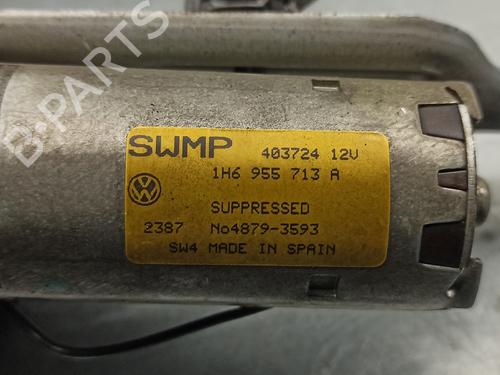 B-Parts
SWMP 403724 12V
1H6 955 713 A
SUPPRESSED
2387 No4879-3593
SW4 MADE IN SPAIN